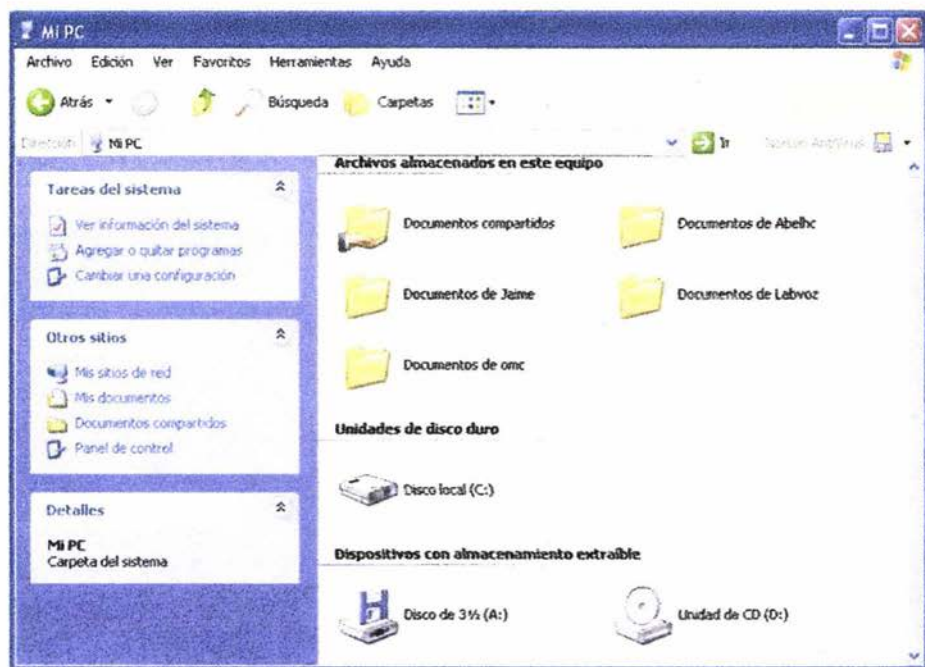 Mi PC
Archivo Edición Ver Favoritos Herramientas Ayuda
Atrás Búsqueda Carpetas
Dirección Mi PC Ir Norton AntiVirus
Tareas del sistema
Ver información del sistema
Agregar o quitar programas
Cambiar una configuración
Otros sitios
Mis sitios de red
Mis documentos
Documentos compartidos
Panel de control
Detalles
Mi PC
Carpeta del sistema
Archivos almacenados en este equipo
Documentos compartidos Documentos de Abelhc
Documentos de Jaime Documentos de Labvoz
Documentos de omc
Unidades de disco duro
Disco local (C:)
Dispositivos con almacenamiento extraíble
Disco de 3½ (A:) Unidad de CD (D:)